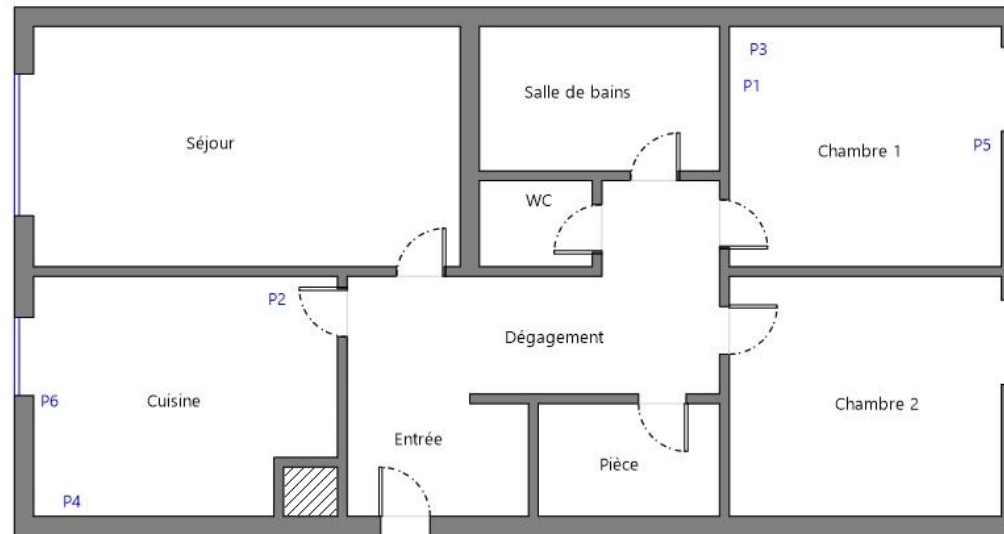 P3
P1
Salle de bains
Séjour
P5
Chambre 1
WC
P2
Dégagement
P6
Cuisine
Chambre 2
Entrée
Pièce
P4